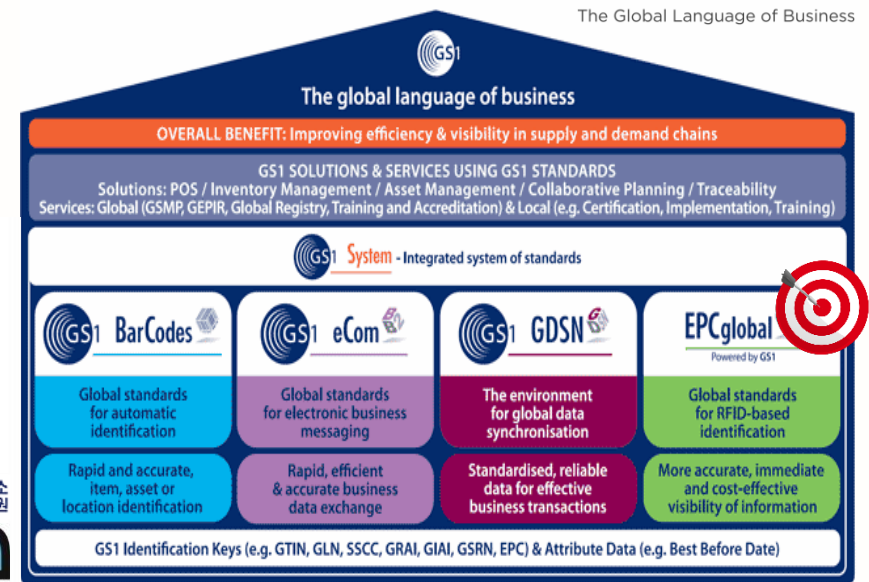 The Global Language of Business
GS1
The global language of business
OVERALL BENEFIT: Improving efficiency & visibility in supply and demand chains
GS1 SOLUTIONS & SERVICES USING GS1 STANDARDS
Solutions: POS / Inventory Management / Asset Management / Collaborative Planning / Traceability
Services: Global (GSMP, GEPIR, Global Registry, Training and Accreditation) & Local (e.g. Certification, Implementation, Training)
GS1 System - Integrated system of standards
GS1 BarCodes
Global standards
for automatic
identification
Rapid and accurate,
item, asset or
location identification
GS1 eCom
Global standards
for electronic business
messaging
Rapid, efficient
& accurate business
data exchange
GS1 GDSN
The environment
for global data
synchronisation
Standardised, reliable
data for effective
business transactions
EPCglobal
Powered by GS1
Global standards
for RFID-based
identification
More accurate, immediate
and cost-effective
visibility of information
GS1 Identification Keys (e.g. GTIN, GLN, SSCC, GRAI, GIAI, GSRN, EPC) & Attribute Data (e.g. Best Before Date)